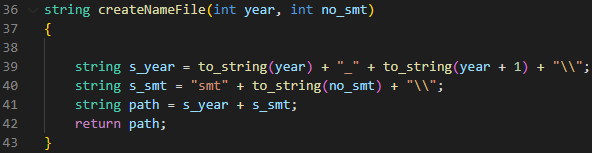 36 string createNameFile(int year, int no_smt)
37 {
38
39 string s_year = to_string(year) + "_" + to_string(year + 1) + "\\";
40 string s_smt = "smt" + to_string(no_smt) + "\\";
41 string path = s_year + s_smt;
42 return path;
43 }